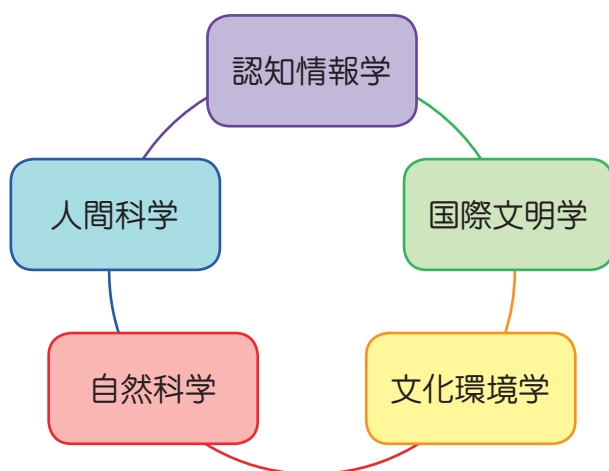 認知情報学
人間科学
国際文明学
自然科学
文化環境学